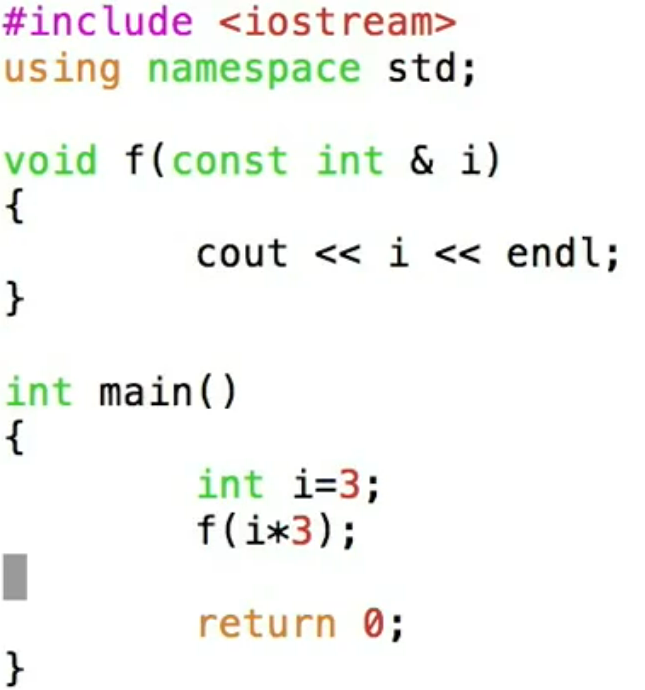 #include <iostream>
using namespace std;
void f(const int & i)
{
cout << i << endl;
}
int main()
{
int i=3;
f(i*3);
return 0;
}